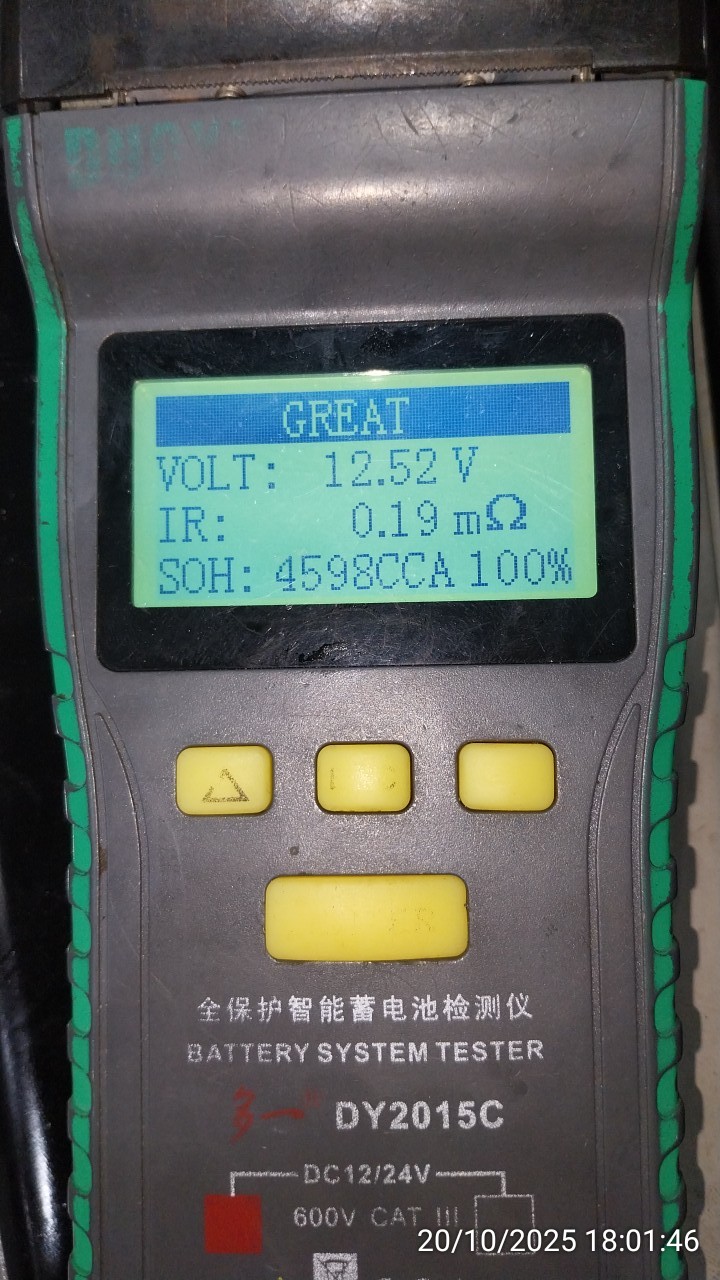 GREAT
VOLT: 12.52 V
IR: 0.19 mΩ
SOH: 4598CCA 100%
全保护智能蓄电池检测仪
BATTERY SYSTEM TESTER
DY2015C
DC12/24V
600V CAT III
20/10/2025 18:01:46